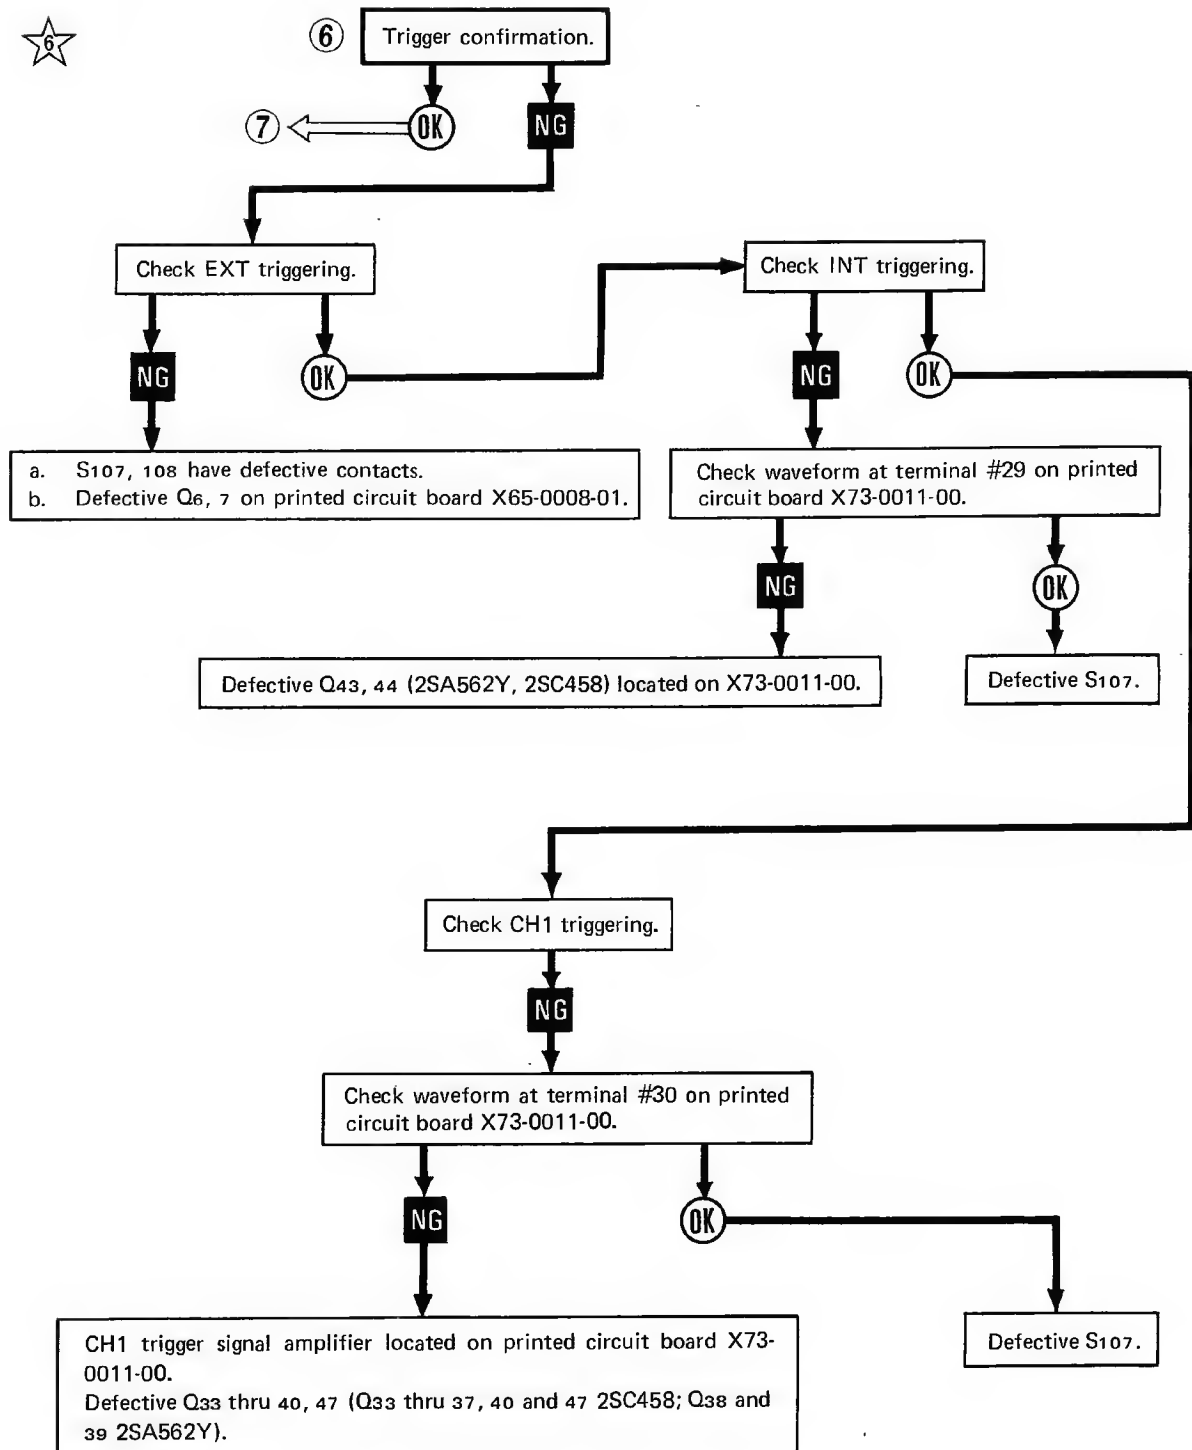 6
6 Trigger confirmation.
7 OK NG
Check EXT triggering.
Check INT triggering.
NG OK
NG OK
a. S107, 108 have defective contacts.
b. Defective Q6, 7 on printed circuit board X65-0008-01.
Check waveform at terminal #29 on printed
circuit board X73-0011-00.
NG OK
Defective Q43, 44 (2SA562Y, 2SC458) located on X73-0011-00.
Defective S107.
Check CH1 triggering.
NG
Check waveform at terminal #30 on printed
circuit board X73-0011-00.
NG OK
CH1 trigger signal amplifier located on printed circuit board X73-
0011-00.
Defective Q33 thru 40, 47 (Q33 thru 37, 40 and 47 2SC458; Q38 and
39 2SA562Y).
Defective S107.